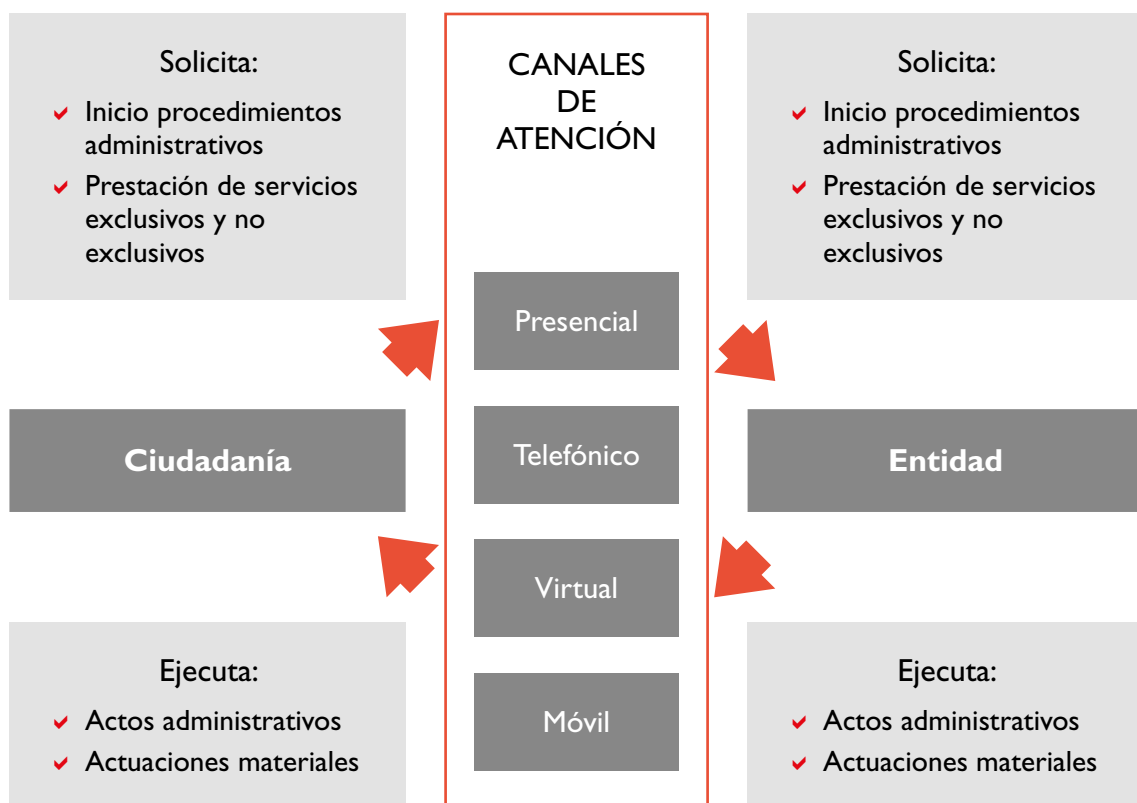 Solicita:
Inicio procedimientos
administrativos
Prestación de servicios
exclusivos y no
exclusivos
Ciudadanía
Ejecuta:
Actos administrativos
Actuaciones materiales
CANALES
DE
ATENCIÓN
Presencial
Telefónico
Virtual
Móvil
Solicita:
Inicio procedimientos
administrativos
Prestación de servicios
exclusivos y no
exclusivos
Entidad
Ejecuta:
Actos administrativos
Actuaciones materiales